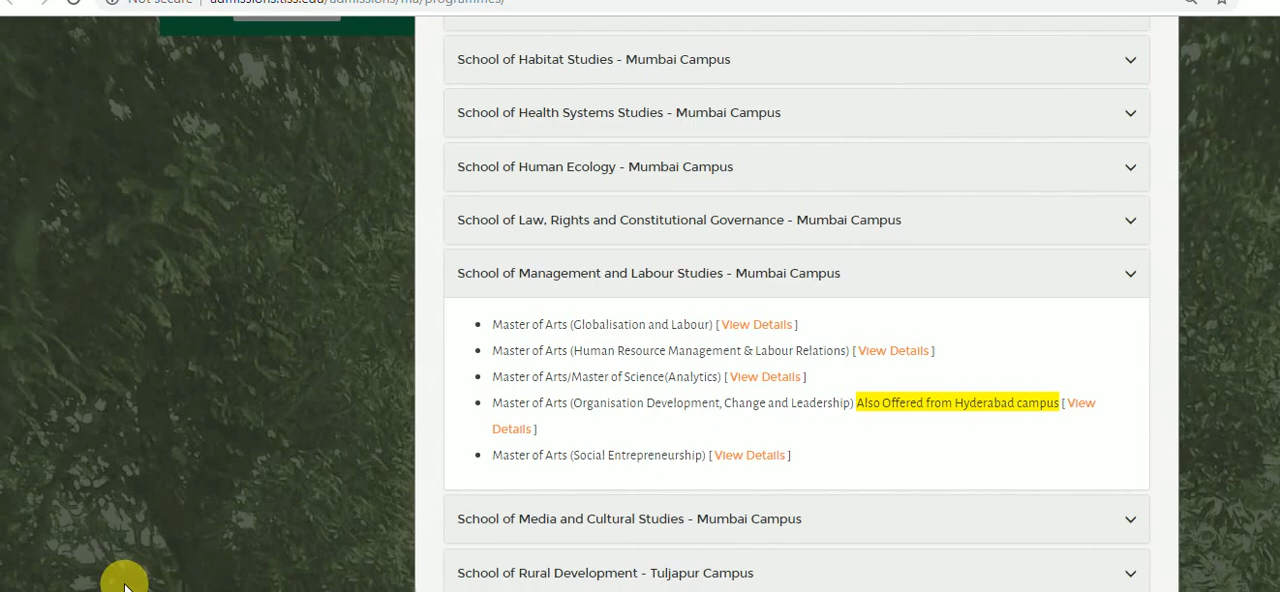 School of Habitat Studies - Mumbai Campus
School of Health Systems Studies - Mumbai Campus
School of Human Ecology - Mumbai Campus
School of Law, Rights and Constitutional Governance - Mumbai Campus
School of Management and Labour Studies - Mumbai Campus
Master of Arts (Globalisation and Labour) [ View Details ]
Master of Arts (Human Resource Management & Labour Relations) [ View Details ]
Master of Arts/Master of Science(Analytics) [ View Details ]
Master of Arts (Organisation Development, Change and Leadership) Also Offered from Hyderabad campus [ View
Details ]
Master of Arts (Social Entrepreneurship) [ View Details ]
School of Media and Cultural Studies - Mumbai Campus
School of Rural Development - Tuljapur Campus